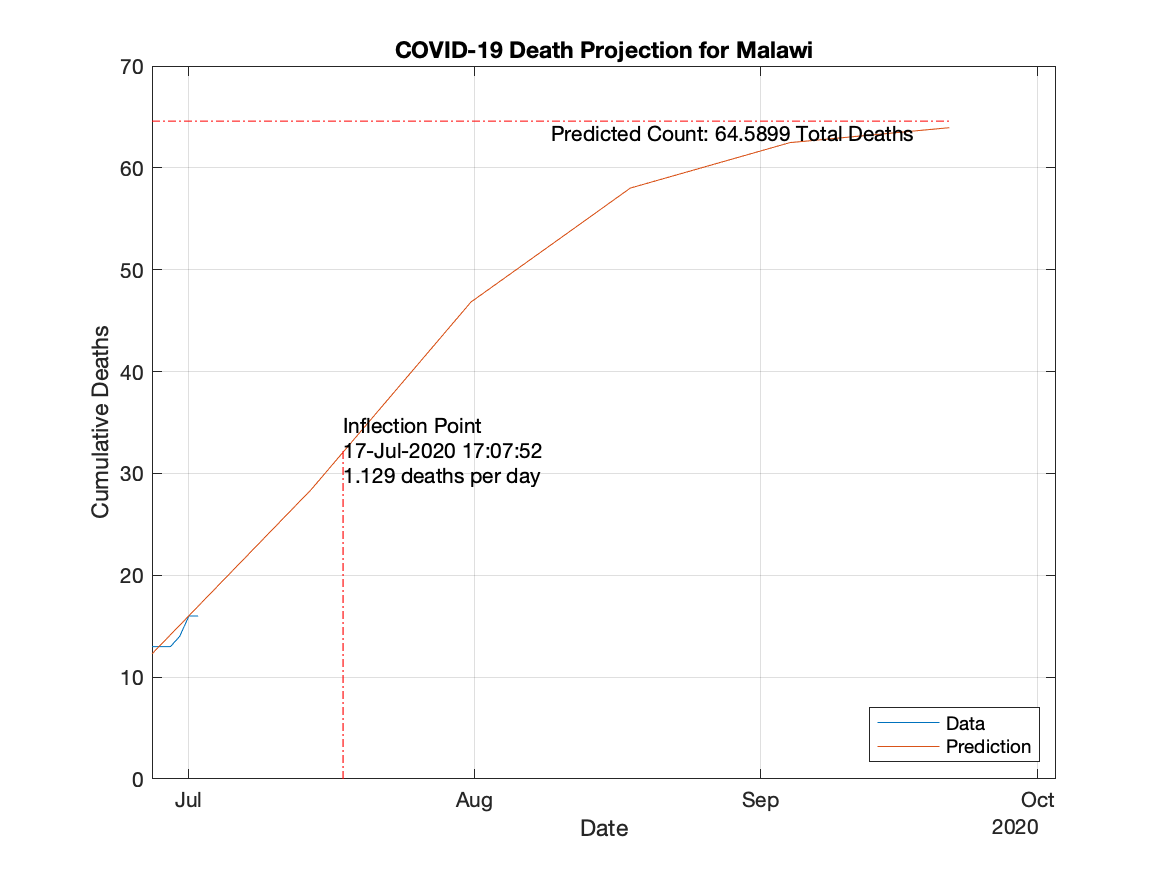 COVID-19 Death Projection for Malawi
70
60
50
40
30
20
10
0
Cumulative Deaths
Predicted Count: 64.5899 Total Deaths
Inflection Point
17-Jul-2020 17:07:52
1.129 deaths per day
Data
Prediction
Jul
Aug
Sep
Oct
Date
2020